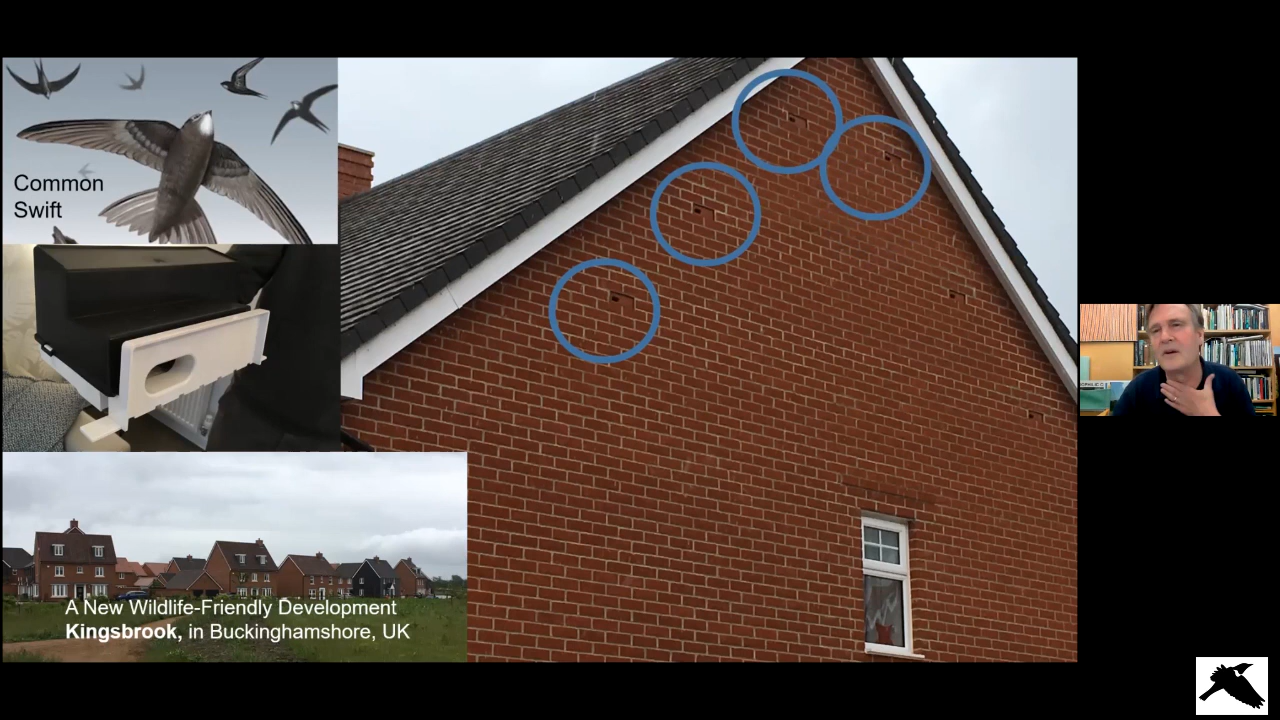 Common
Swift
A New Wildlife-Friendly Development
Kingsbrook, in Buckinghamshore, UK